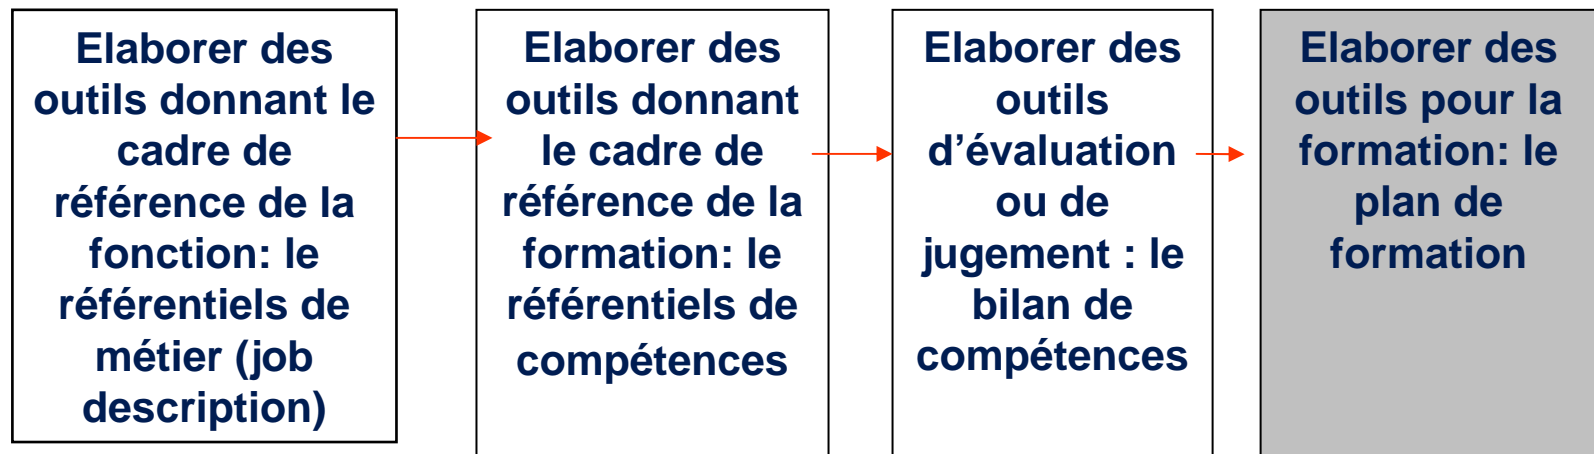 Elaborer des
outils donnant le
cadre de
référence de la
fonction: le
référentiels de
métier (job
description)
Elaborer des
outils donnant
le cadre de
référence de la
formation: le
référentiels de
compétences
Elaborer des
outils
d’évaluation
ou de
jugement : le
bilan de
compétences
Elaborer des
outils pour la
formation: le
plan de
formation